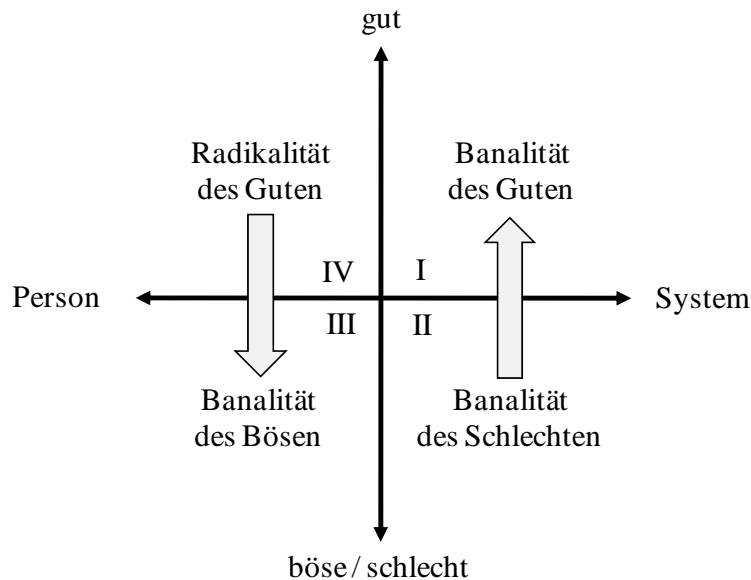 gut
Radikalität
des Guten
Banalität
des Guten
IV
I
Person
System
III
II
Banalität
des Bösen
Banalität
des Schlechten
böse / schlecht